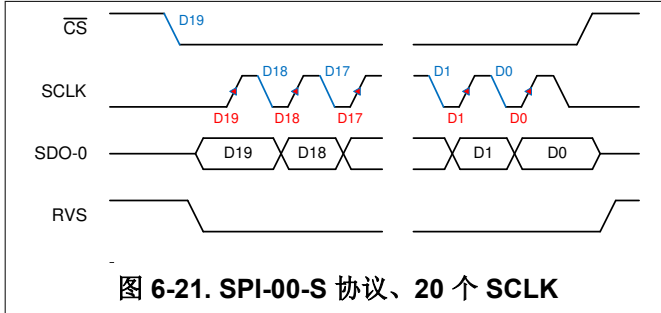 CS
D19
SCLK
D18 D17 D1 D0
D19 D18 D17 D1 D0
SDO-0
D19 D18 D1 D0
RVS
图 6-21. SPI-00-S 协议、20 个 SCLK